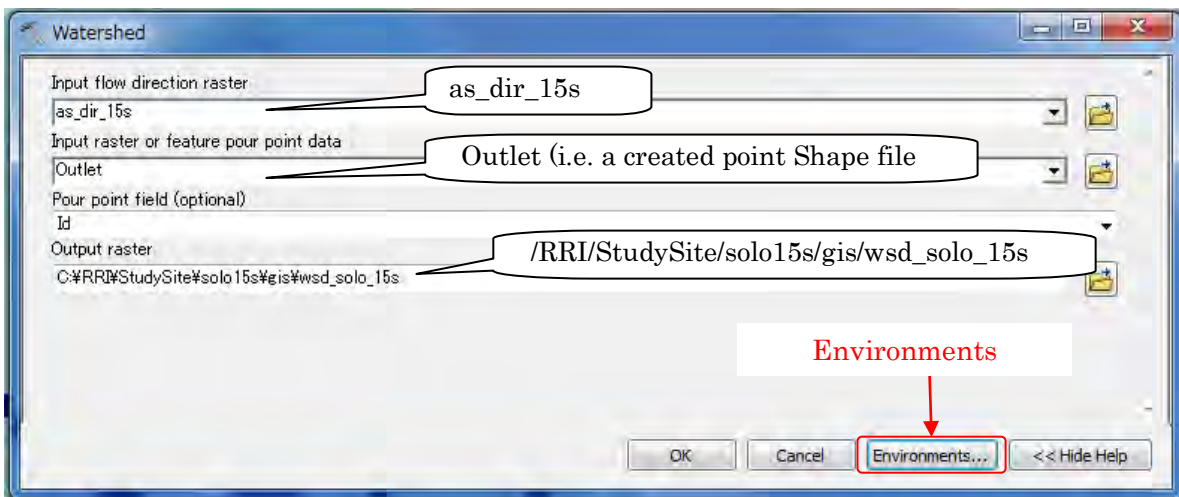 Watershed
Input flow direction raster
as_dir_15s
as_dir_15s
Input raster or feature pour point data
Outlet (i.e. a created point Shape file
Outlet
Pour point field (optional)
Id
Output raster
/RRI/StudySite/solo15s/gis/wsd_solo_15s
C:¥RRI¥StudySite¥solo15s¥gis¥wsd_solo_15s
Environments
OK Cancel Environments... << Hide Help